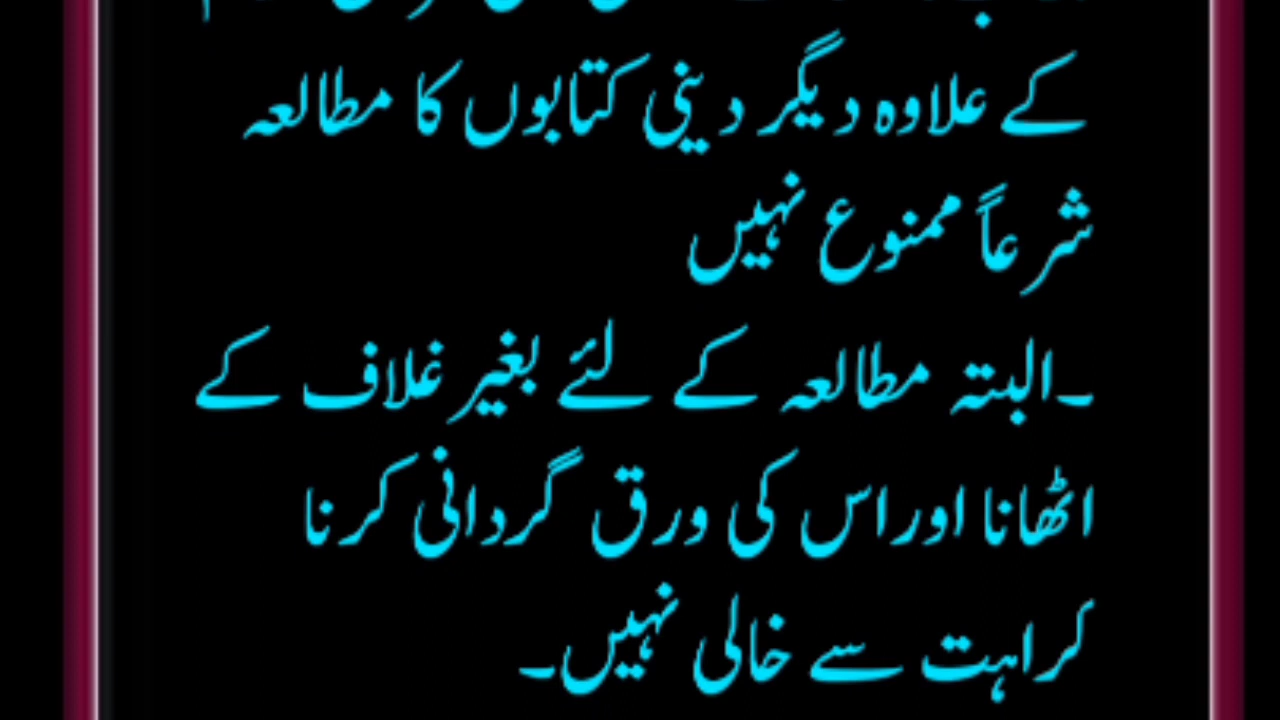 کے علاوہ دیگر دینی کتابوں کا مطالعہ
شرعاً ممنوع نہیں
۔البتہ مطالعہ کے لئے بغیر غلاف کے
اٹھانا اوراس کی ورق گردانی کرنا
کراہت سے خالی نہیں۔